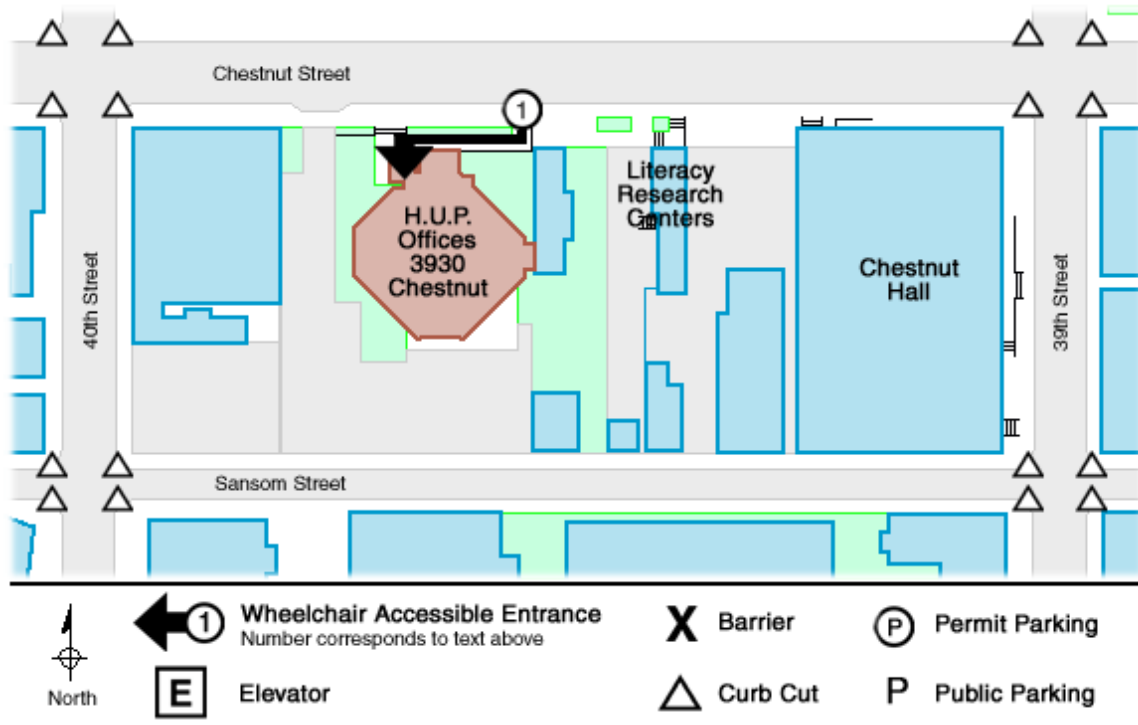 Chestnut Street
1
Literacy
Research
Centers
H.U.P.
Offices
3930
Chestnut
Chestnut
Hall
40th Street
39th Street
Sansom Street
1
Wheelchair Accessible Entrance
Number corresponds to text above
X
Barrier
P
Permit Parking
North
E
Elevator
Curb Cut
P
Public Parking